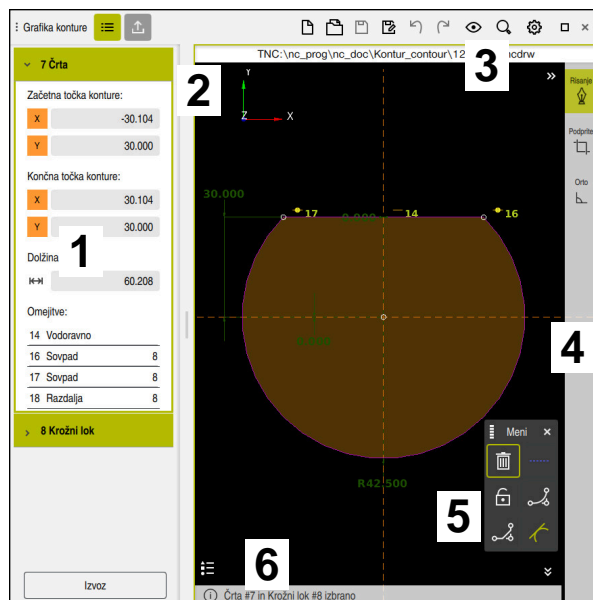 Grafika konture
TNC:\nc_prog\nc_doc\Kontur_contour\12
cdrw
7 Črta
Začetna točka konture:
X -30.104
Y 30.000
Končna točka konture:
X 30.104
Y 30.000
Dolžina
60.208
Omejitve:
14 Vodoravno
16 Sovpad 8
17 Sovpad 8
18 Razdalja 8
8 Krožni lok
Izvoz
1
2
3
4
5
6
Y
Z X
30.000
17
0.000
14
16
R42.500
Risanje
Podprite
Orto
Meni
Črta #7 in Krožni lok #8 izbrano